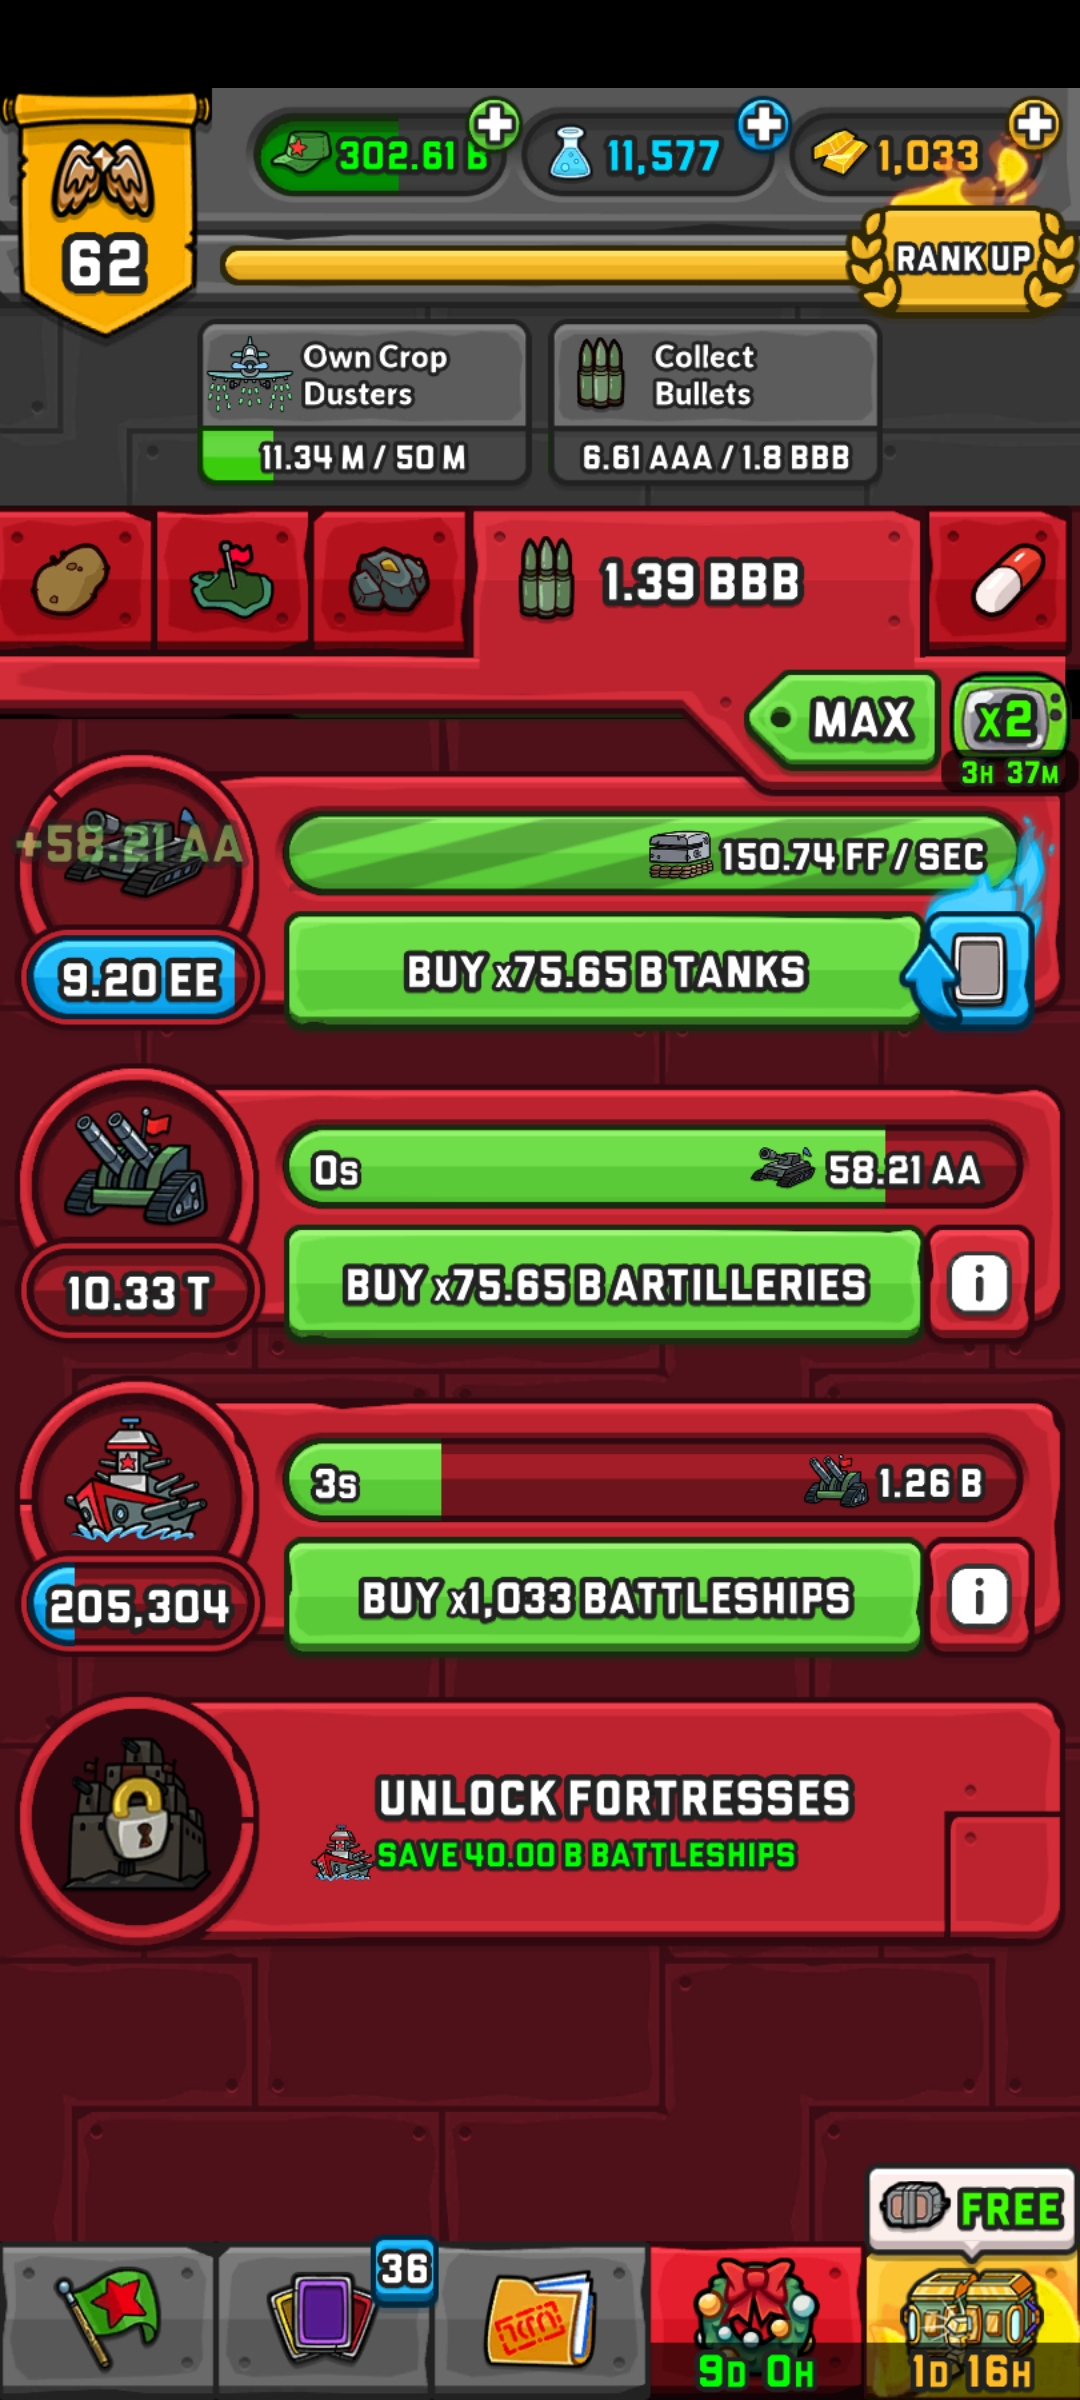 302.61 B
11,577
1,033
62
RANK UP
Own Crop
Dusters
11.34 M / 50 M
Collect
Bullets
6.61 AAA / 1.8 BBB
1.39 BBB
MAX
x2
3H 37M
+58.21 AA
150.74 FF / SEC
9.20 EE
BUY x75.65 B TANKS
0s
58.21 AA
10.33 T
BUY x75.65 B ARTILLERIES
3s
1.26 B
205,304
BUY x1,033 BATTLESHIPS
UNLOCK FORTRESSES
SAVE 40.00 B BATTLESHIPS
FREE
36
9D 0H
1D 16H